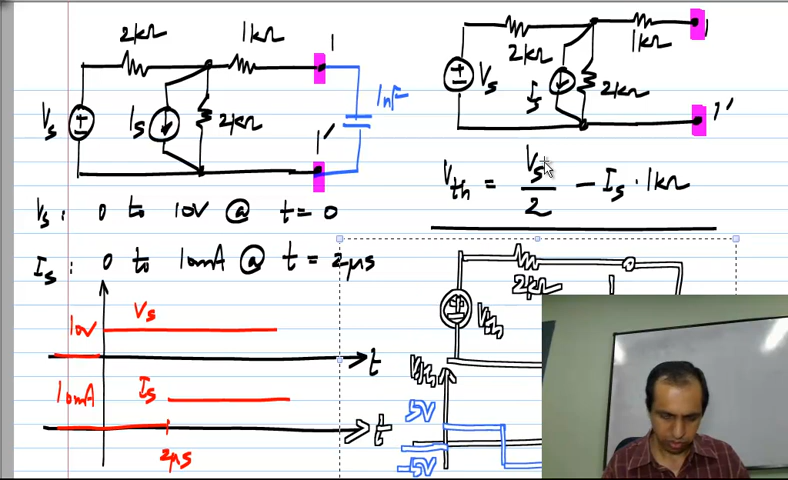 2kΩ
1kΩ
1
Vs
Is
2kΩ
1nF
1'
Vs : 0 to 10V @ t = 0
Is : 0 to 10mA @ t = 2μs
10V
Vs
t
10mA
Is
t
2μs
2kΩ
1kΩ
1
Vs
Is
2kΩ
1'
Vth = Vs/2 - Is · 1kΩ
2kΩ
1
Vth
Vth
5V
-5V